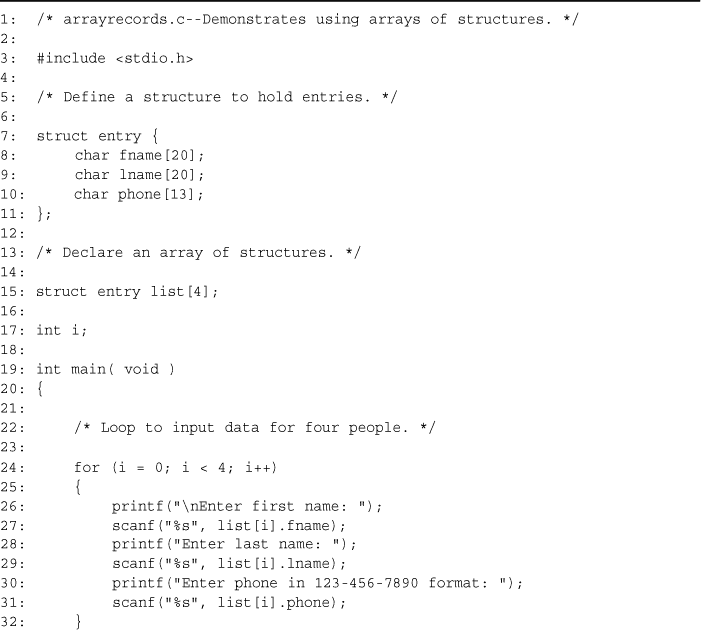 1: /* arrayrecords.c--Demonstrates using arrays of structures. */
2:
3: #include <stdio.h>
4:
5: /* Define a structure to hold entries. */
6:
7: struct entry {
8:     char fname[20];
9:     char lname[20];
10:     char phone[13];
11: };
12:
13: /* Declare an array of structures. */
14:
15: struct entry list[4];
16:
17: int i;
18:
19: int main( void )
20: {
21:
22:     /* Loop to input data for four people. */
23:
24:     for (i = 0; i < 4; i++)
25:     {
26:         printf("\nEnter first name: ");
27:         scanf("%s", list[i].fname);
28:         printf("Enter last name: ");
29:         scanf("%s", list[i].lname);
30:         printf("Enter phone in 123-456-7890 format: ");
31:         scanf("%s", list[i].phone);
32:     }